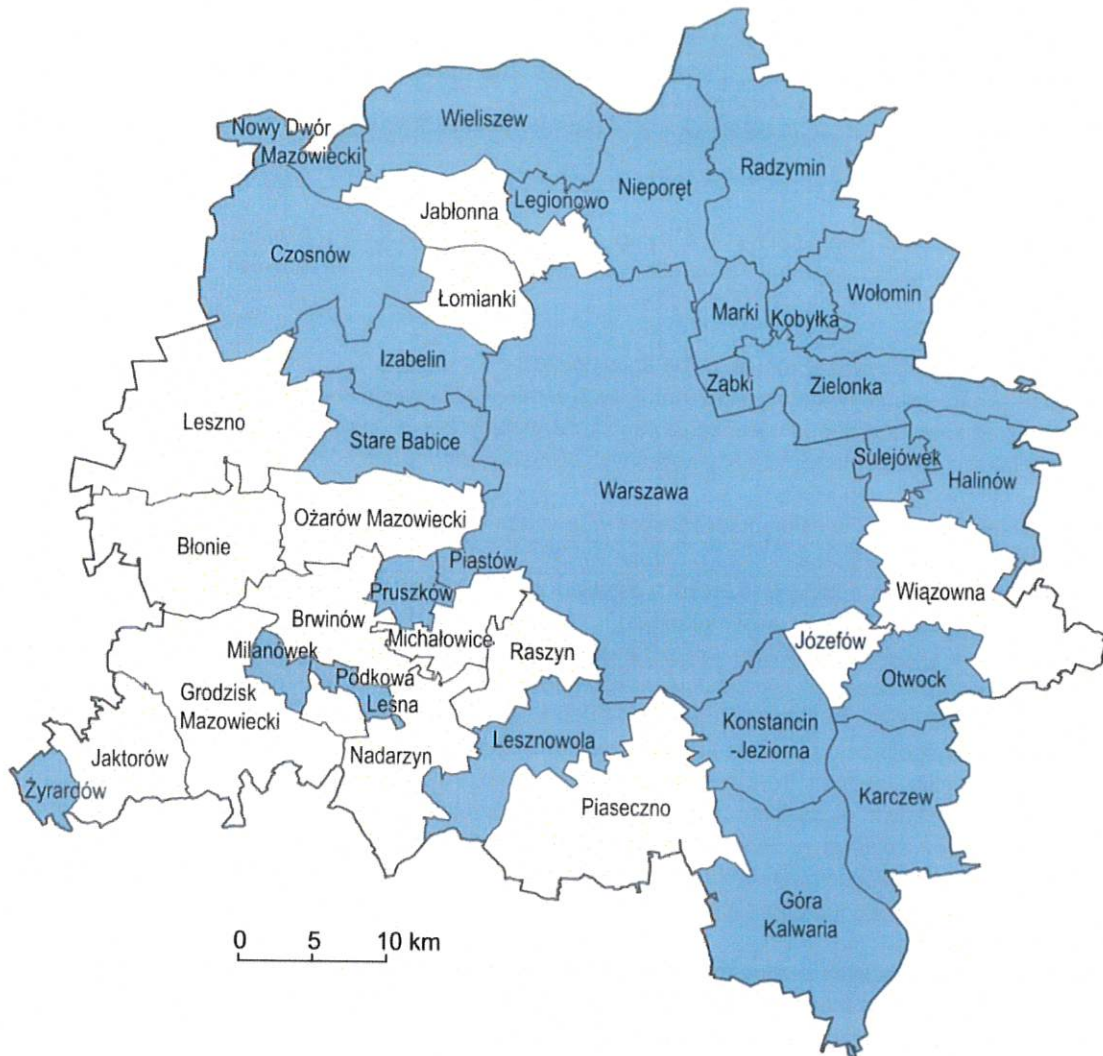 Nowy Dwór
Mazowiecki
Wieliszew
Nieporęt
Radzymin
Legionowo
Jabłonna
Czosnów
Łomianki
Marki
Kobyłka
Wołomin
Izabelin
Ząbki
Zielonka
Leszno
Stare Babice
Sulejówek
Halinów
Warszawa
Ożarów Mazowiecki
Błonie
Piastów
Pruszków
Wiązowna
Brwinów
Michałowice
Józefów
Milanówek
Raszyn
Podkowa
Leśna
Otwock
Grodzisk
Mazowiecki
Konstancin
-Jeziorna
Lesznowola
Jaktorów
Nadarzyn
Żyrardów
Karczew
Piaseczno
Góra
Kalwaria
0 5 10 km